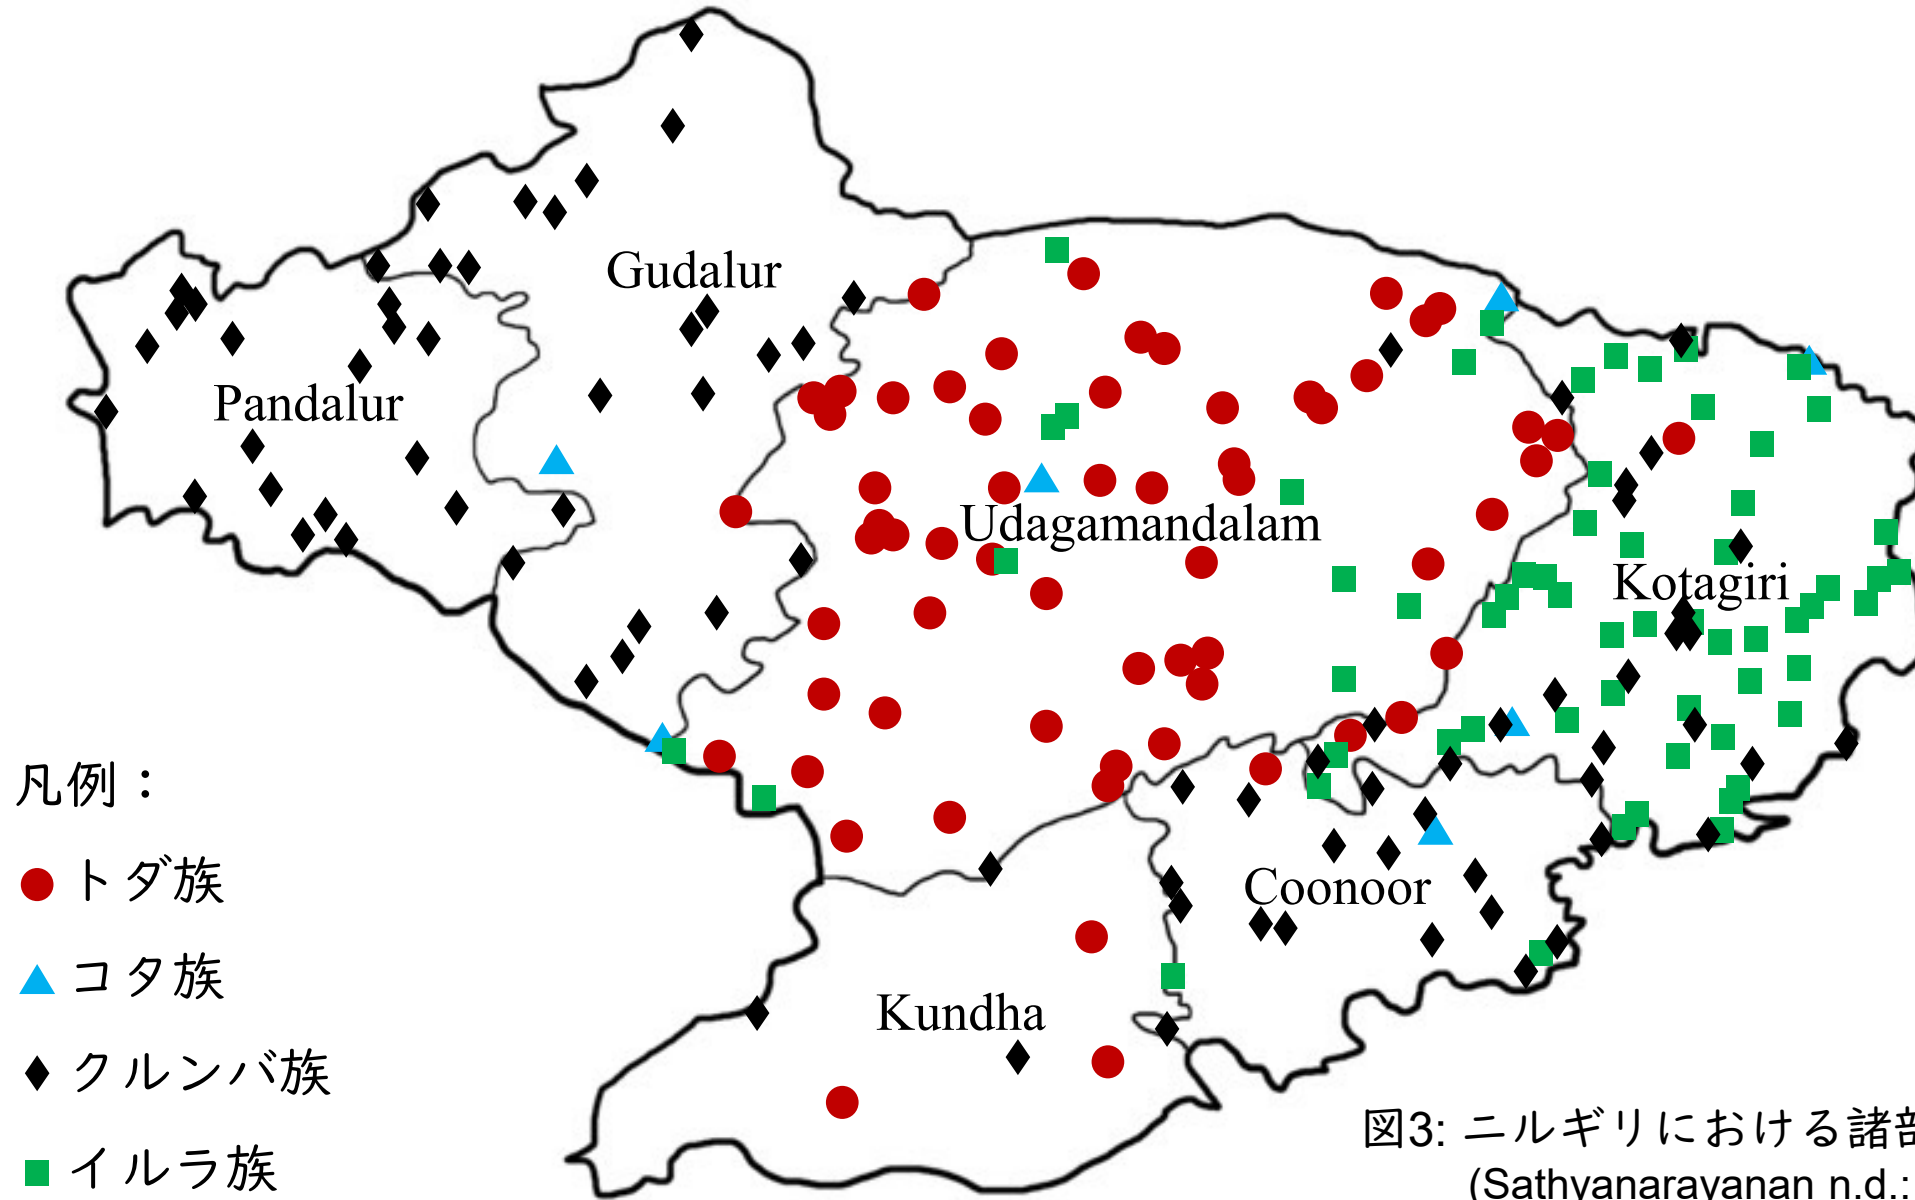 Gudalur
Pandalur
Udagamandalam
Kotagiri
Coonoor
Kundha
凡例：
トダ族
コタ族
クルンバ族
イルラ族
図3: ニルギリにおける諸部
(Sathyanarayanan n.d.: